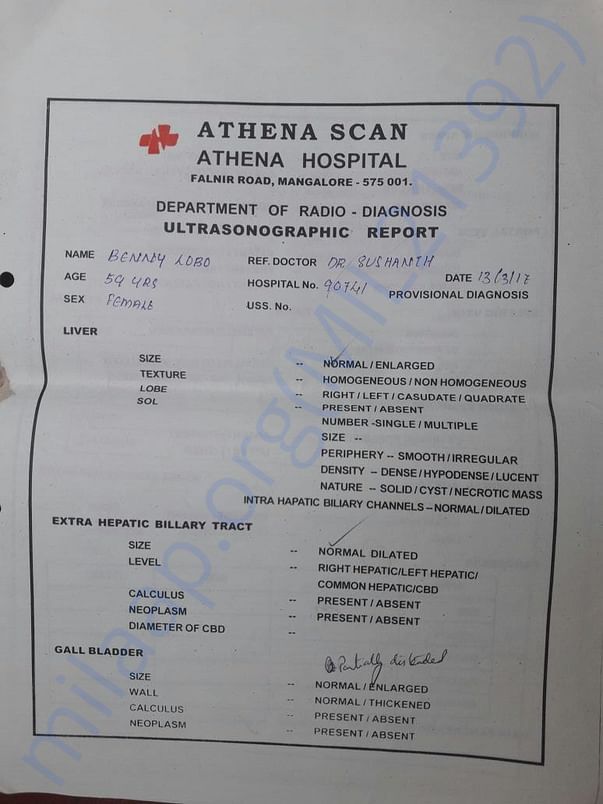 ATHENA SCAN
ATHENA HOSPITAL
FALNIR ROAD, MANGALORE - 575 001.
DEPARTMENT OF RADIO - DIAGNOSIS
ULTRASONOGRAPHIC REPORT
NAME BENNY LOBO REF. DOCTOR DR SUSHANTH
AGE 59 YRS HOSPITAL No. 90741 DATE 13/3/17
SEX FEMALE USS. No. PROVISIONAL DIAGNOSIS
LIVER
SIZE -- NORMAL / ENLARGED
TEXTURE -- HOMOGENEOUS / NON HOMOGENEOUS
LOBE -- RIGHT / LEFT / CASUDATE / QUADRATE
SOL -- PRESENT / ABSENT
NUMBER -SINGLE / MULTIPLE
SIZE --
PERIPHERY -- SMOOTH / IRREGULAR
DENSITY -- DENSE / HYPODENSE / LUCENT
NATURE -- SOLID / CYST / NECROTIC MASS
INTRA HAPATIC BILIARY CHANNELS -- NORMAL / DILATED
EXTRA HEPATIC BILLARY TRACT
SIZE -- NORMAL DILATED
LEVEL -- RIGHT HEPATIC/LEFT HEPATIC/
COMMON HEPATIC/CBD
CALCULUS -- PRESENT / ABSENT
NEOPLASM -- PRESENT / ABSENT
DIAMETER OF CBD --
GALL BLADDER
Partially distended
SIZE -- NORMAL / ENLARGED
WALL -- NORMAL / THICKENED
CALCULUS -- PRESENT / ABSENT
NEOPLASM -- PRESENT / ABSENT
milaap.org(MIL21392)